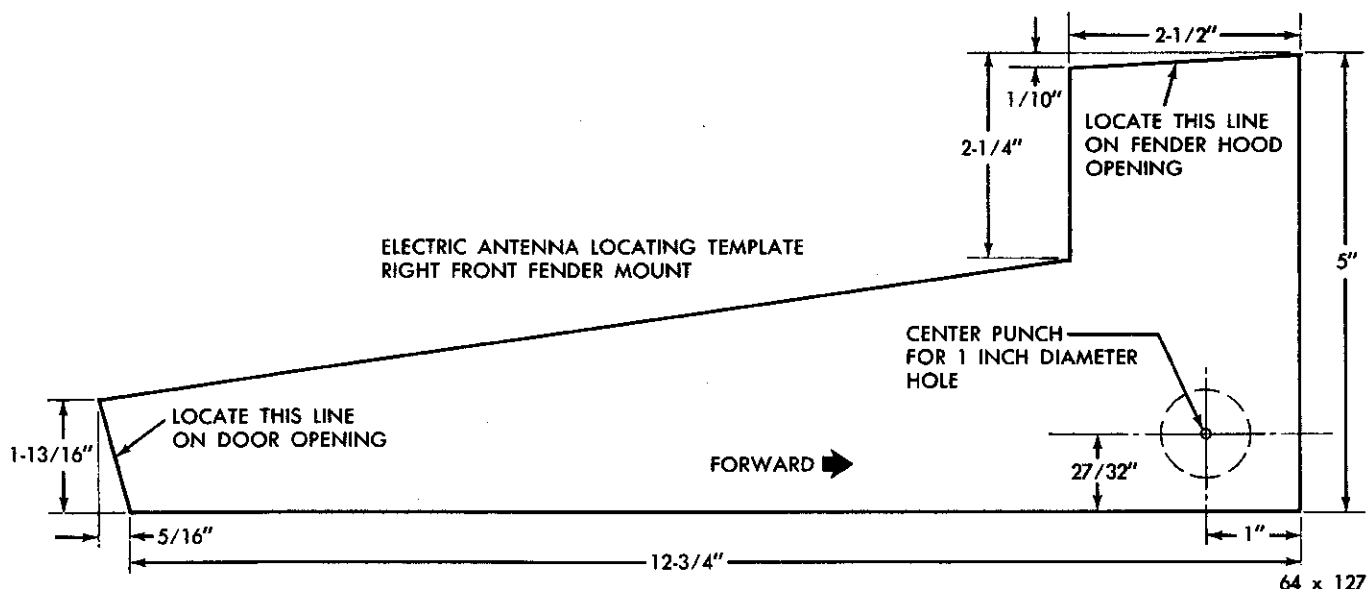 2-1/2"
1/10"
2-1/4"
LOCATE THIS LINE
ON FENDER HOOD
OPENING
ELECTRIC ANTENNA LOCATING TEMPLATE
RIGHT FRONT FENDER MOUNT
5"
CENTER PUNCH
FOR 1 INCH DIAMETER
HOLE
LOCATE THIS LINE
ON DOOR OPENING
1-13/16"
FORWARD
27/32"
5/16"
1"
12-3/4"
64 x 127